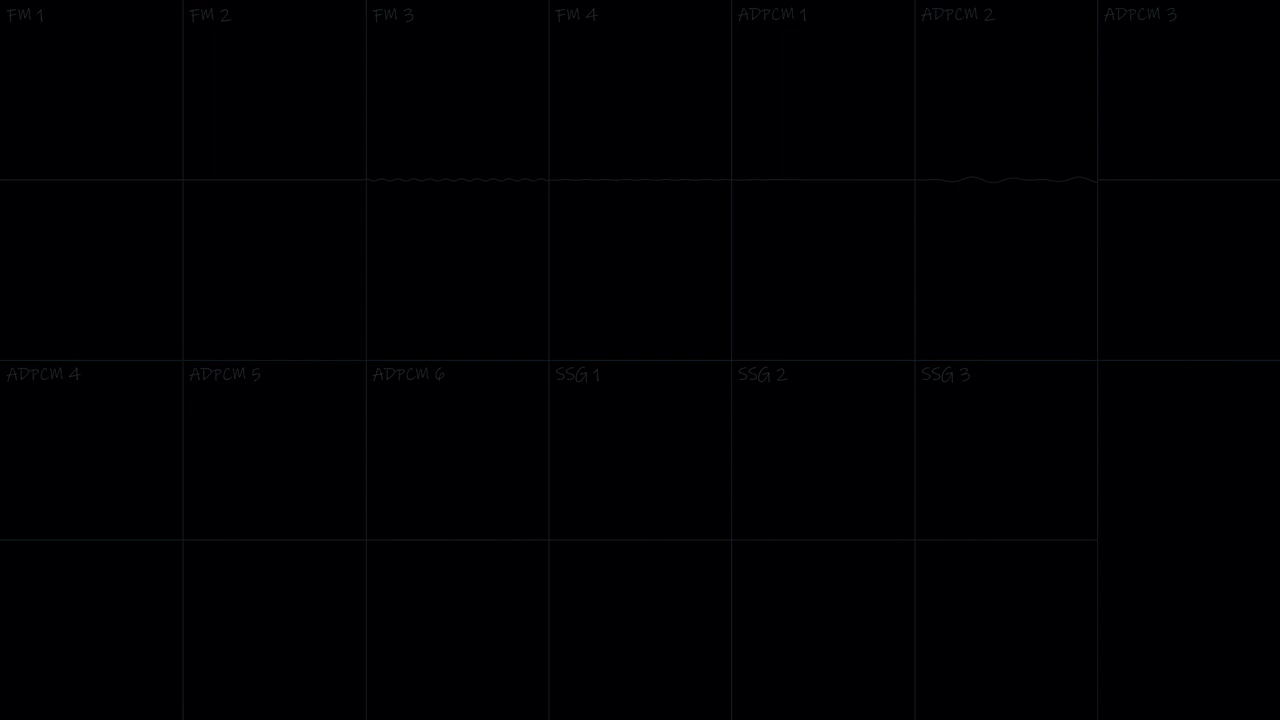 FM 1
FM 2
FM 3
FM 4
ADPCM 1
ADPCM 2
ADPCM 3
ADPCM 4
ADPCM 5
ADPCM 6
SSG 1
SSG 2
SSG 3